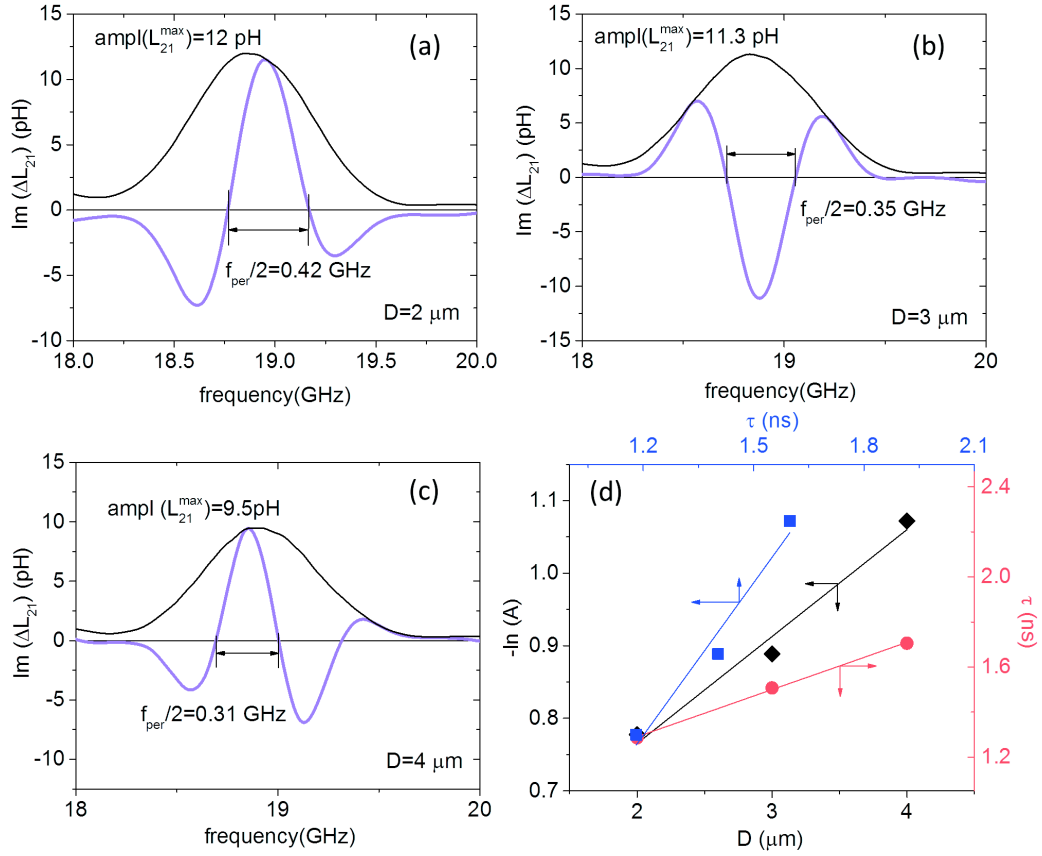 15
10
5
0
-5
-10
Im (ΔL21) (pH)
ampl(L21max)=12 pH
(a)
fper/2=0.42 GHz
D=2 μm
18.0 18.5 19.0 19.5 20.0
frequency(GHz)
15
10
5
0
-5
-10
-15
Im (ΔL21) (pH)
ampl(L21max)=11.3 pH
(b)
fper/2=0.35 GHz
D=3 μm
18 19 20
frequency(GHz)
15
10
5
0
-5
-10
Im (ΔL21) (pH)
ampl (L21max)=9.5pH
(c)
fper/2=0.31 GHz
D=4 μm
18 19 20
frequency(GHz)
τ (ns)
1.2 1.5 1.8 2.1
(d)
1.1
1.0
0.9
0.8
0.7
-ln (A)
2.4
2.0
1.6
1.2
τ (ns)
2 3 4
D (μm)